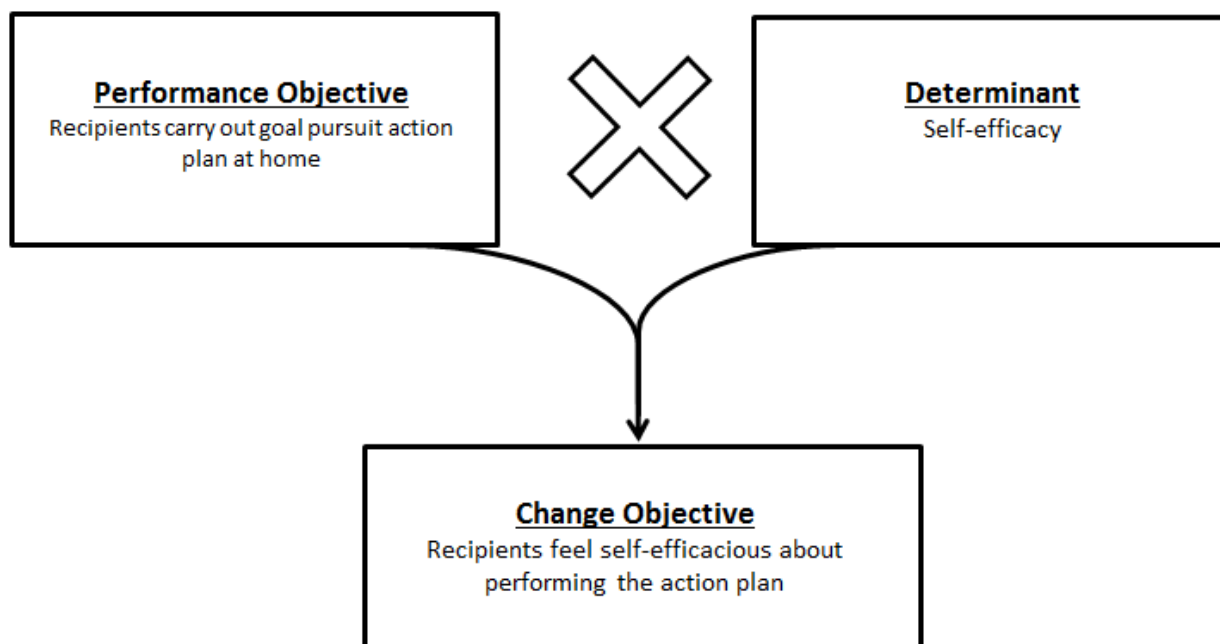 Performance Objective
Recipients carry out goal pursuit action
plan at home
Determinant
Self-efficacy
Change Objective
Recipients feel self-efficacious about
performing the action plan